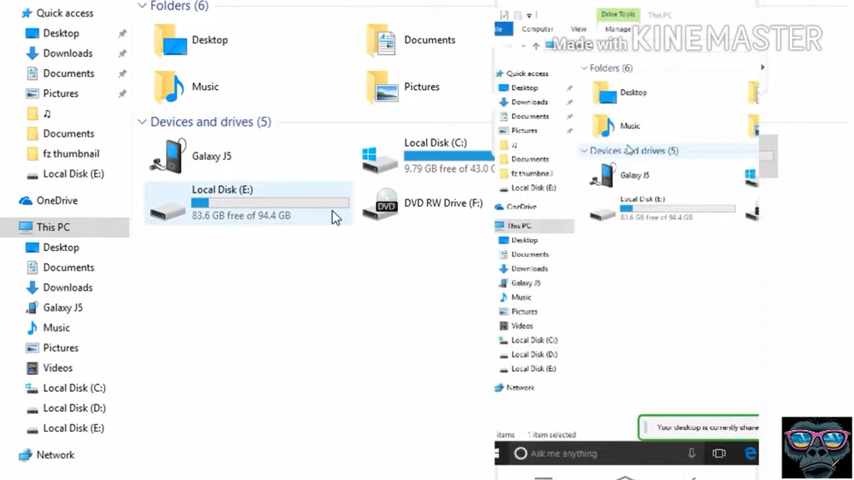 Quick access
Desktop
Downloads
Documents
Pictures
Documents
fz thumbnail
Local Disk (E:)
OneDrive
This PC
Desktop
Documents
Downloads
Galaxy J5
Music
Pictures
Videos
Local Disk (C:)
Local Disk (D:)
Local Disk (E:)
Network
Folders (6)
Desktop
Documents
Music
Pictures
Devices and drives (5)
Galaxy J5
Local Disk (C:)
9.79 GB free of 43.0
Local Disk (E:)
83.6 GB free of 94.4 GB
DVD RW Drive (F:)
DVD
Drive Tools
This PC
Computer
View
Manage
Made with KINEMASTER
Quick access
Desktop
Downloads
Documents
Pictures
Documents
fz thumbnail
Local Disk (E:)
OneDrive
This PC
Desktop
Documents
Downloads
Galaxy J5
Music
Pictures
Videos
Local Disk (C:)
Local Disk (D:)
Local Disk (E:)
Network
Folders (6)
Desktop
Music
Devices and drives (5)
Galaxy J5
Local Disk (E:)
83.6 GB free of 94.4 GB
items 1 item selected
Your desktop is currently share
Ask me anything